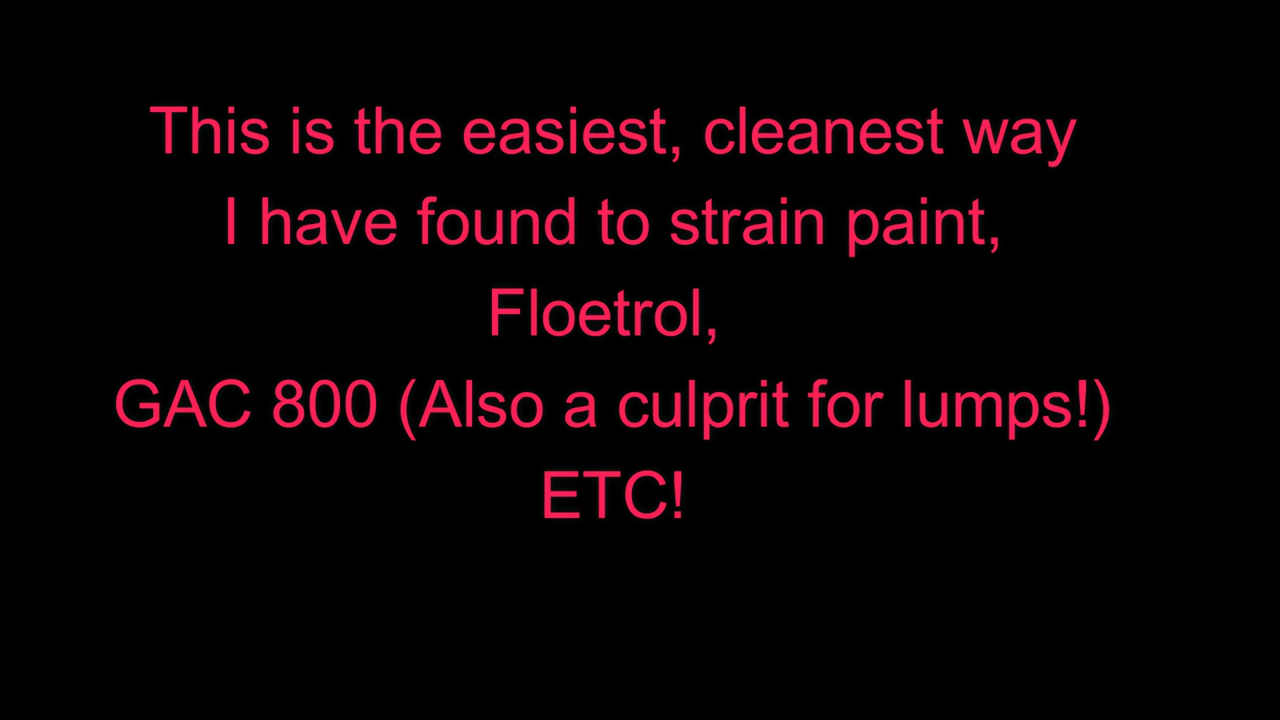 This is the easiest, cleanest way
I have found to strain paint,
Floetrol,
GAC 800 (Also a culprit for lumps!)
ETC!